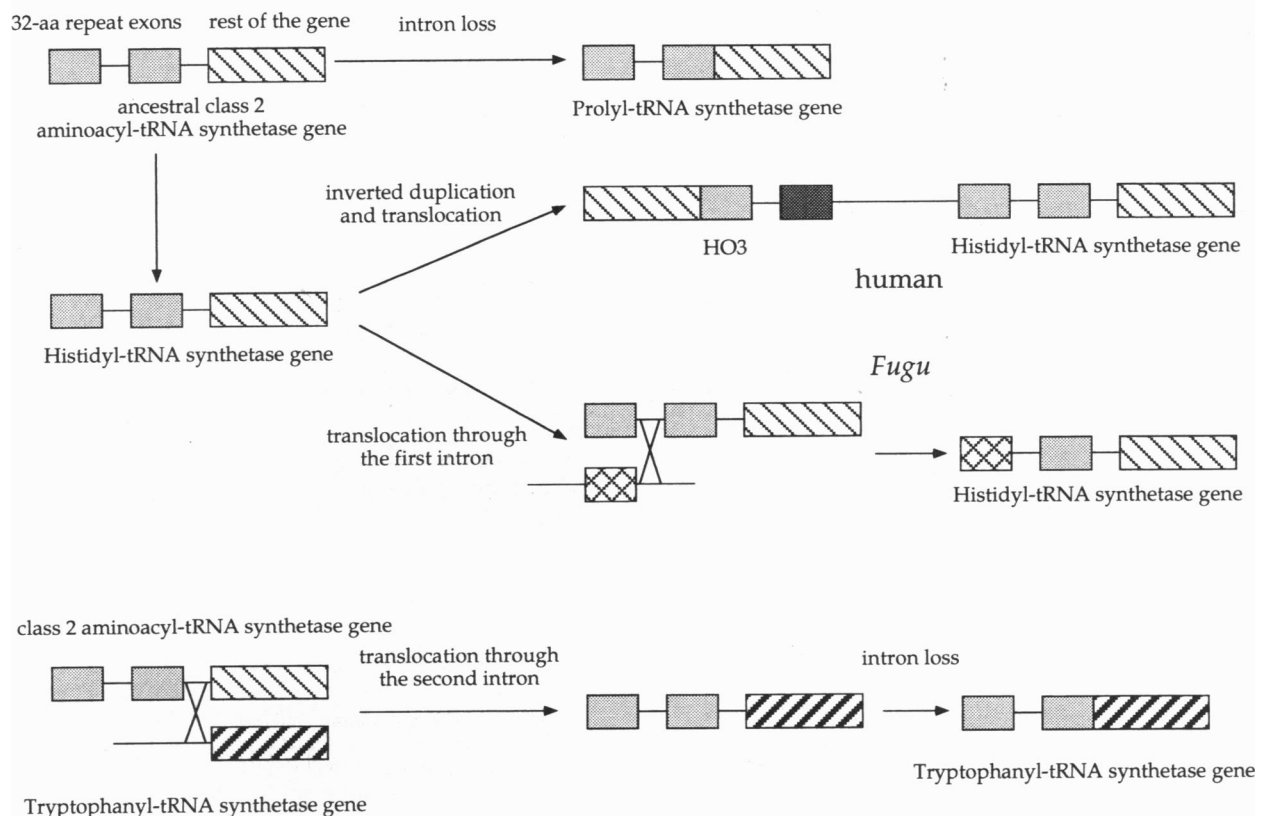 32-aa repeat exons
rest of the gene
intron loss
ancestral class 2
aminoacyl-tRNA synthetase gene
Prolyl-tRNA synthetase gene
inverted duplication
and translocation
HO3
Histidyl-tRNA synthetase gene
human
Histidyl-tRNA synthetase gene
Fugu
translocation through
the first intron
Histidyl-tRNA synthetase gene
class 2 aminoacyl-tRNA synthetase gene
translocation through
the second intron
intron loss
Tryptophanyl-tRNA synthetase gene
Tryptophanyl-tRNA synthetase gene